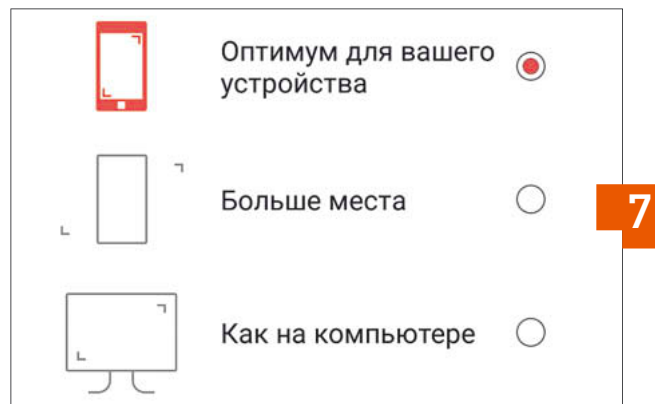 Оптимум для вашего
устройства
Больше места
7
Как на компьютере